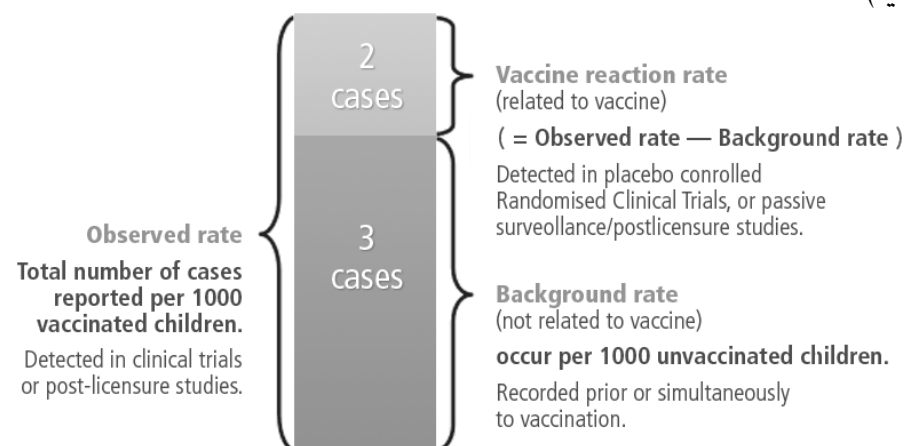 2
cases
Vaccine reaction rate
(related to vaccine)
( = Observed rate — Background rate )
Detected in placebo conrolled
Randomised Clinical Trials, or passive
surveollance/postlicensure studies.
Observed rate
Total number of cases
reported per 1000
vaccinated children.
Detected in clinical trials
or post-licensure studies.
3
cases
Background rate
(not related to vaccine)
occur per 1000 unvaccinated children.
Recorded prior or simultaneously
to vaccination.